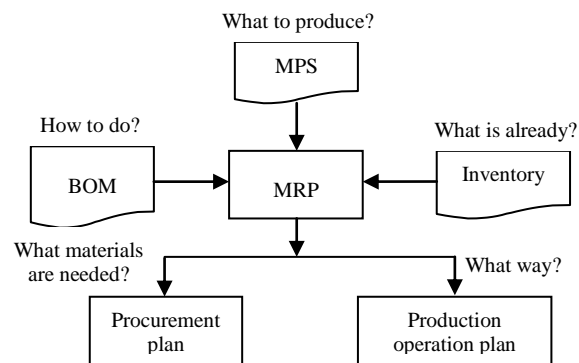 What to produce?
MPS
How to do?
What is already?
BOM
MRP
Inventory
What materials
are needed?
What way?
Procurement
plan
Production
operation plan